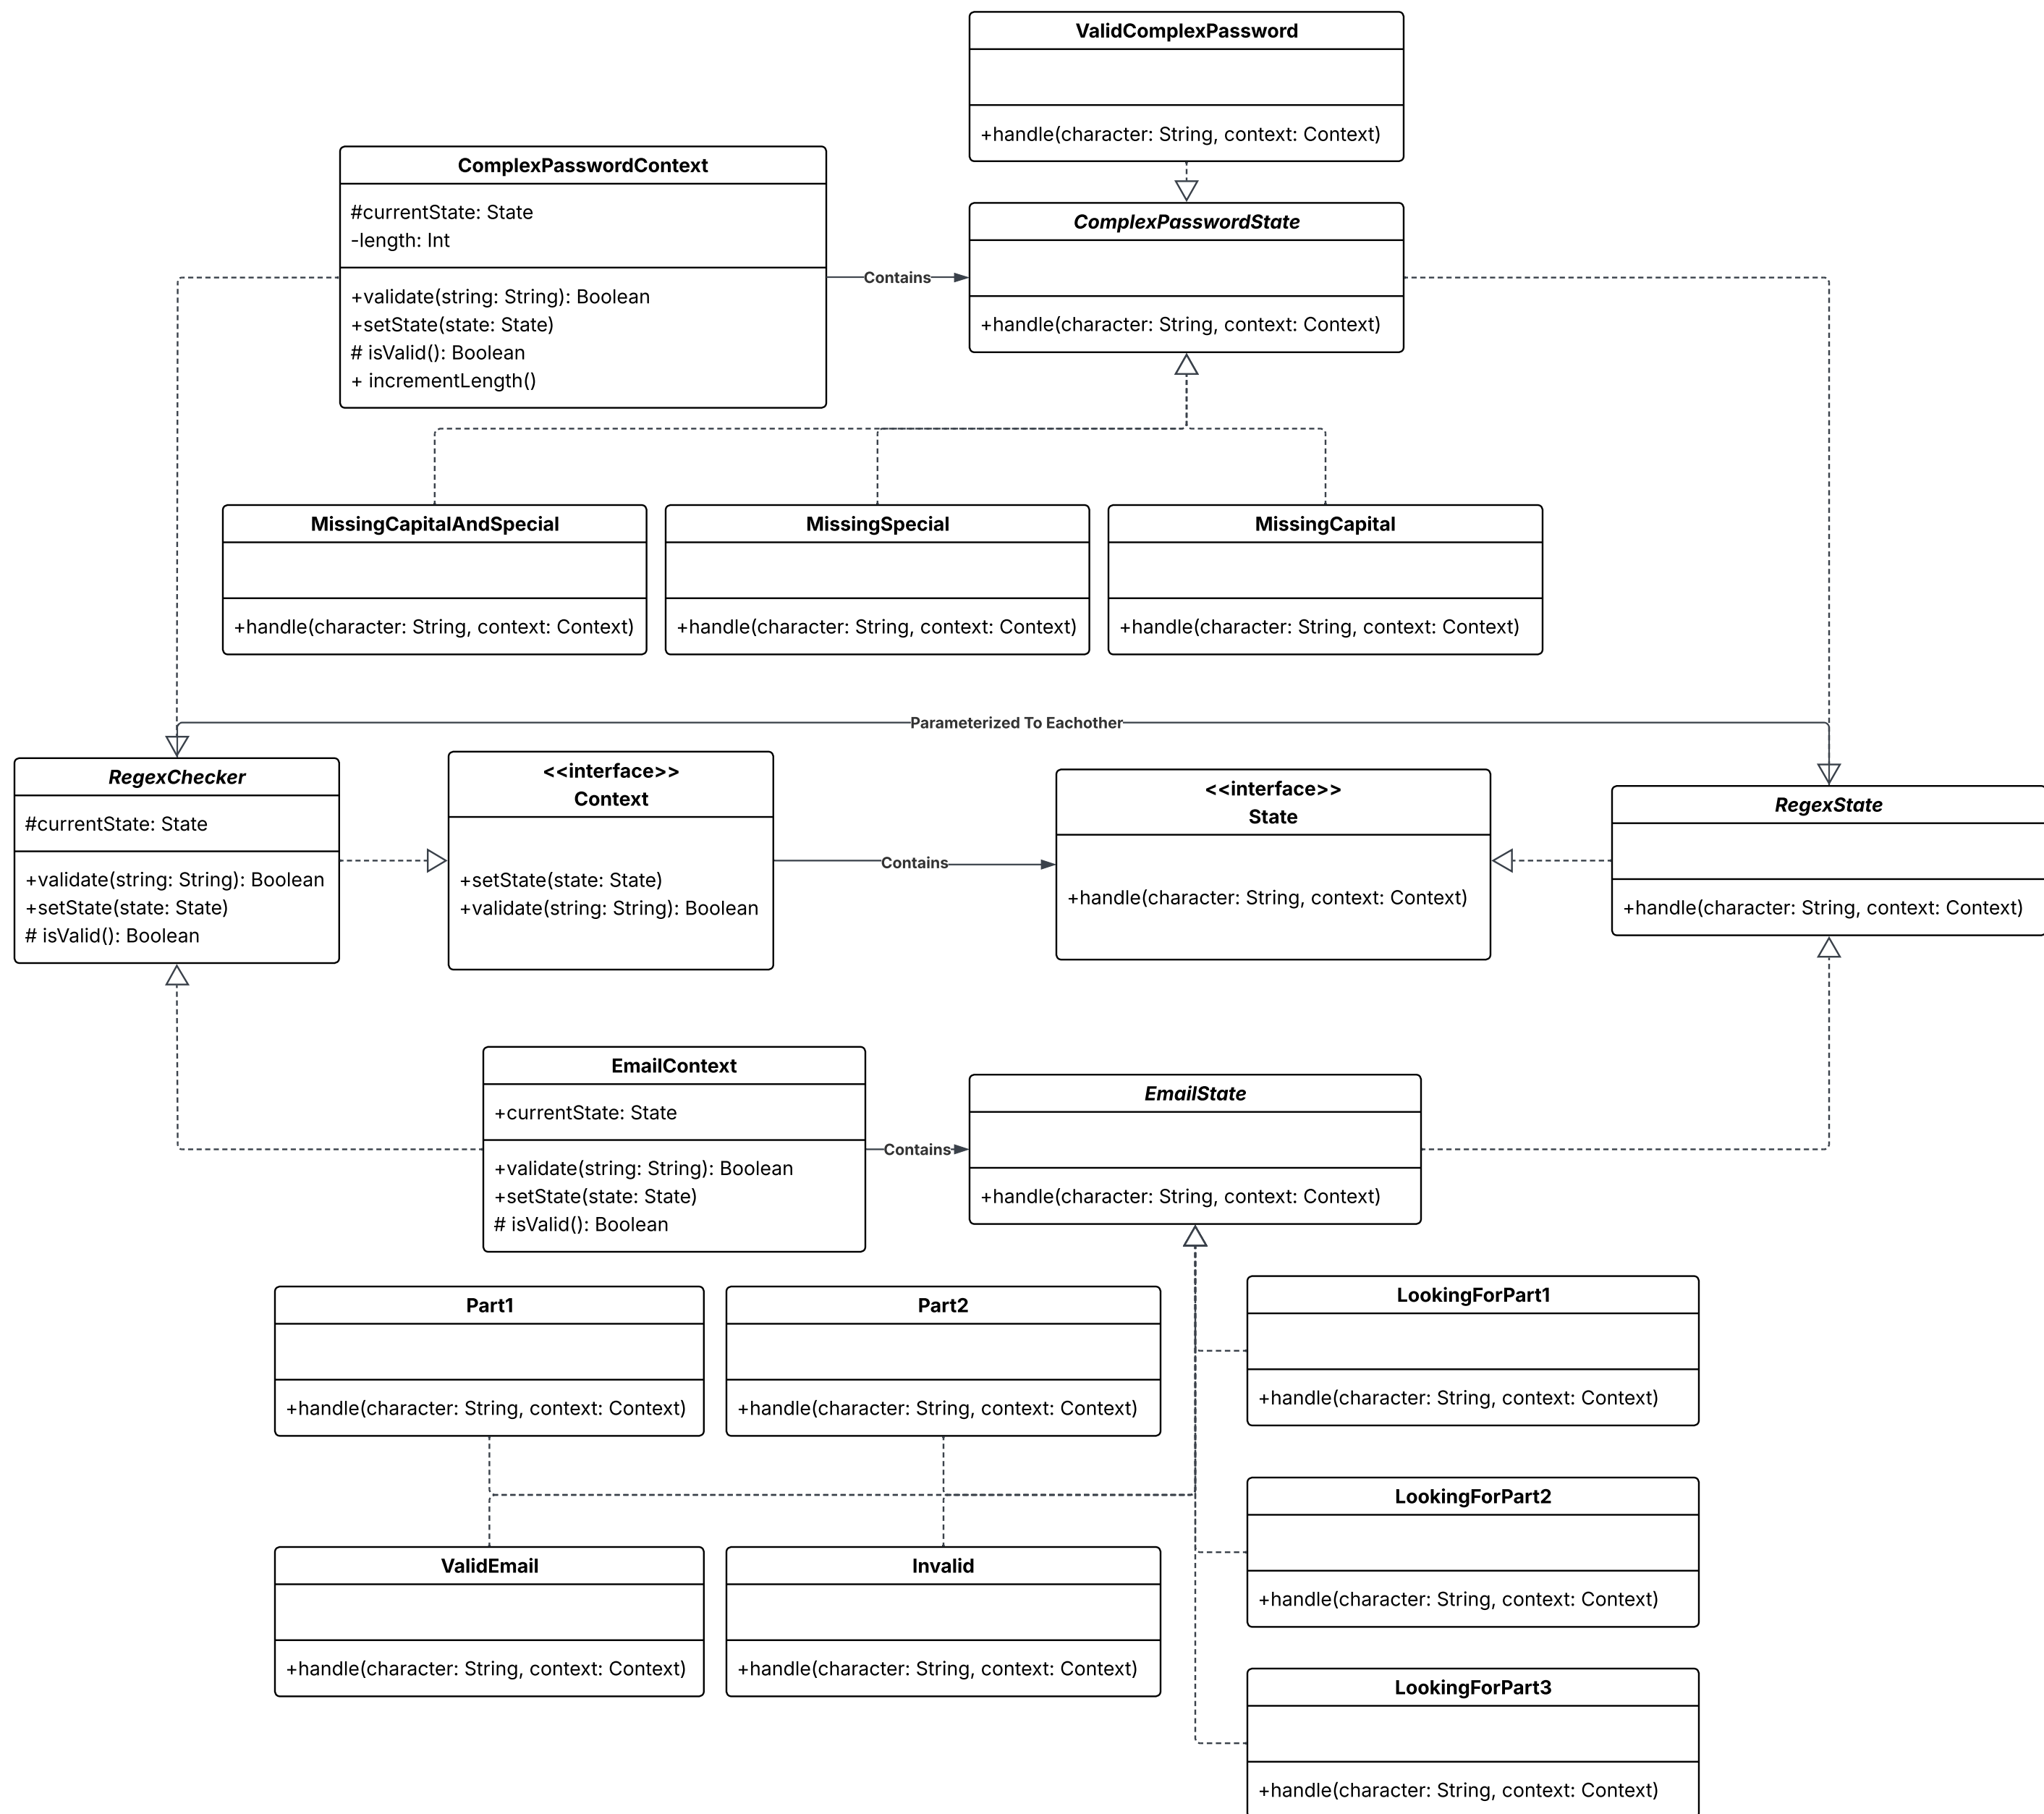 ValidComplexPassword
+handle(character: String, context: Context)
ComplexPasswordContext
#currentState: State
-length: Int
+validate(string: String): Boolean
+setState(state: State)
# isValid(): Boolean
+ incrementLength()
Contains
ComplexPasswordState
+handle(character: String, context: Context)
MissingCapitalAndSpecial
+handle(character: String, context: Context)
MissingSpecial
+handle(character: String, context: Context)
MissingCapital
+handle(character: String, context: Context)
Parameterized To Eachother
RegexChecker
#currentState: State
+validate(string: String): Boolean
+setState(state: State)
# isValid(): Boolean
<<interface>>
Context
+setState(state: State)
+validate(string: String): Boolean
Contains
<<interface>>
State
+handle(character: String, context: Context)
RegexState
+handle(character: String, context: Context)
EmailContext
+currentState: State
+validate(string: String): Boolean
+setState(state: State)
# isValid(): Boolean
Contains
EmailState
+handle(character: String, context: Context)
Part1
+handle(character: String, context: Context)
Part2
+handle(character: String, context: Context)
LookingForPart1
+handle(character: String, context: Context)
ValidEmail
+handle(character: String, context: Context)
Invalid
+handle(character: String, context: Context)
LookingForPart2
+handle(character: String, context: Context)
LookingForPart3
+handle(character: String, context: Context)